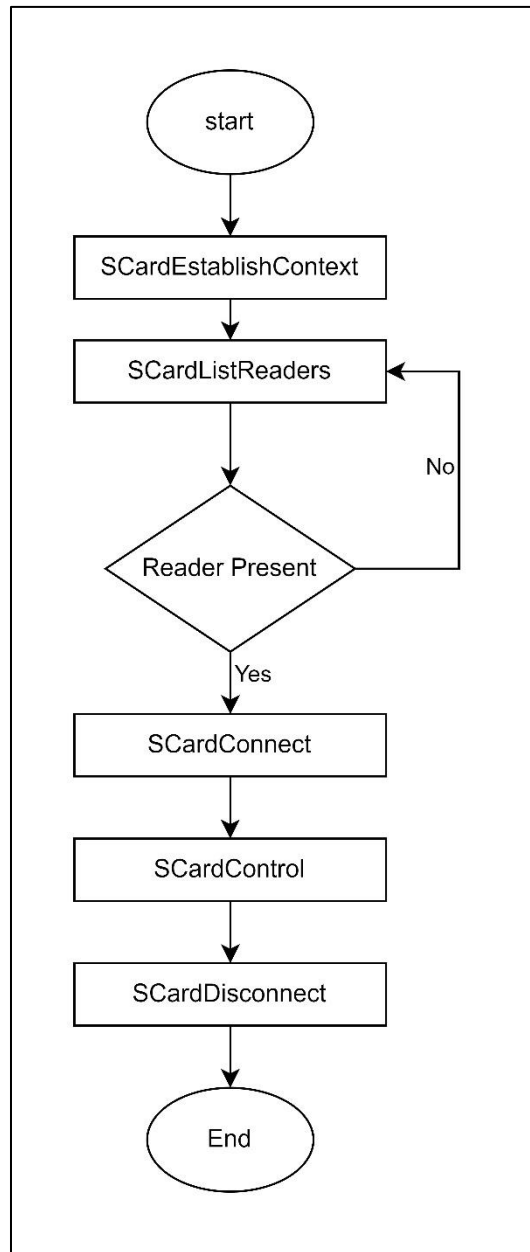 start
SCardEstablishContext
SCardListReaders
No
Reader Present
Yes
SCardConnect
SCardControl
SCardDisconnect
End